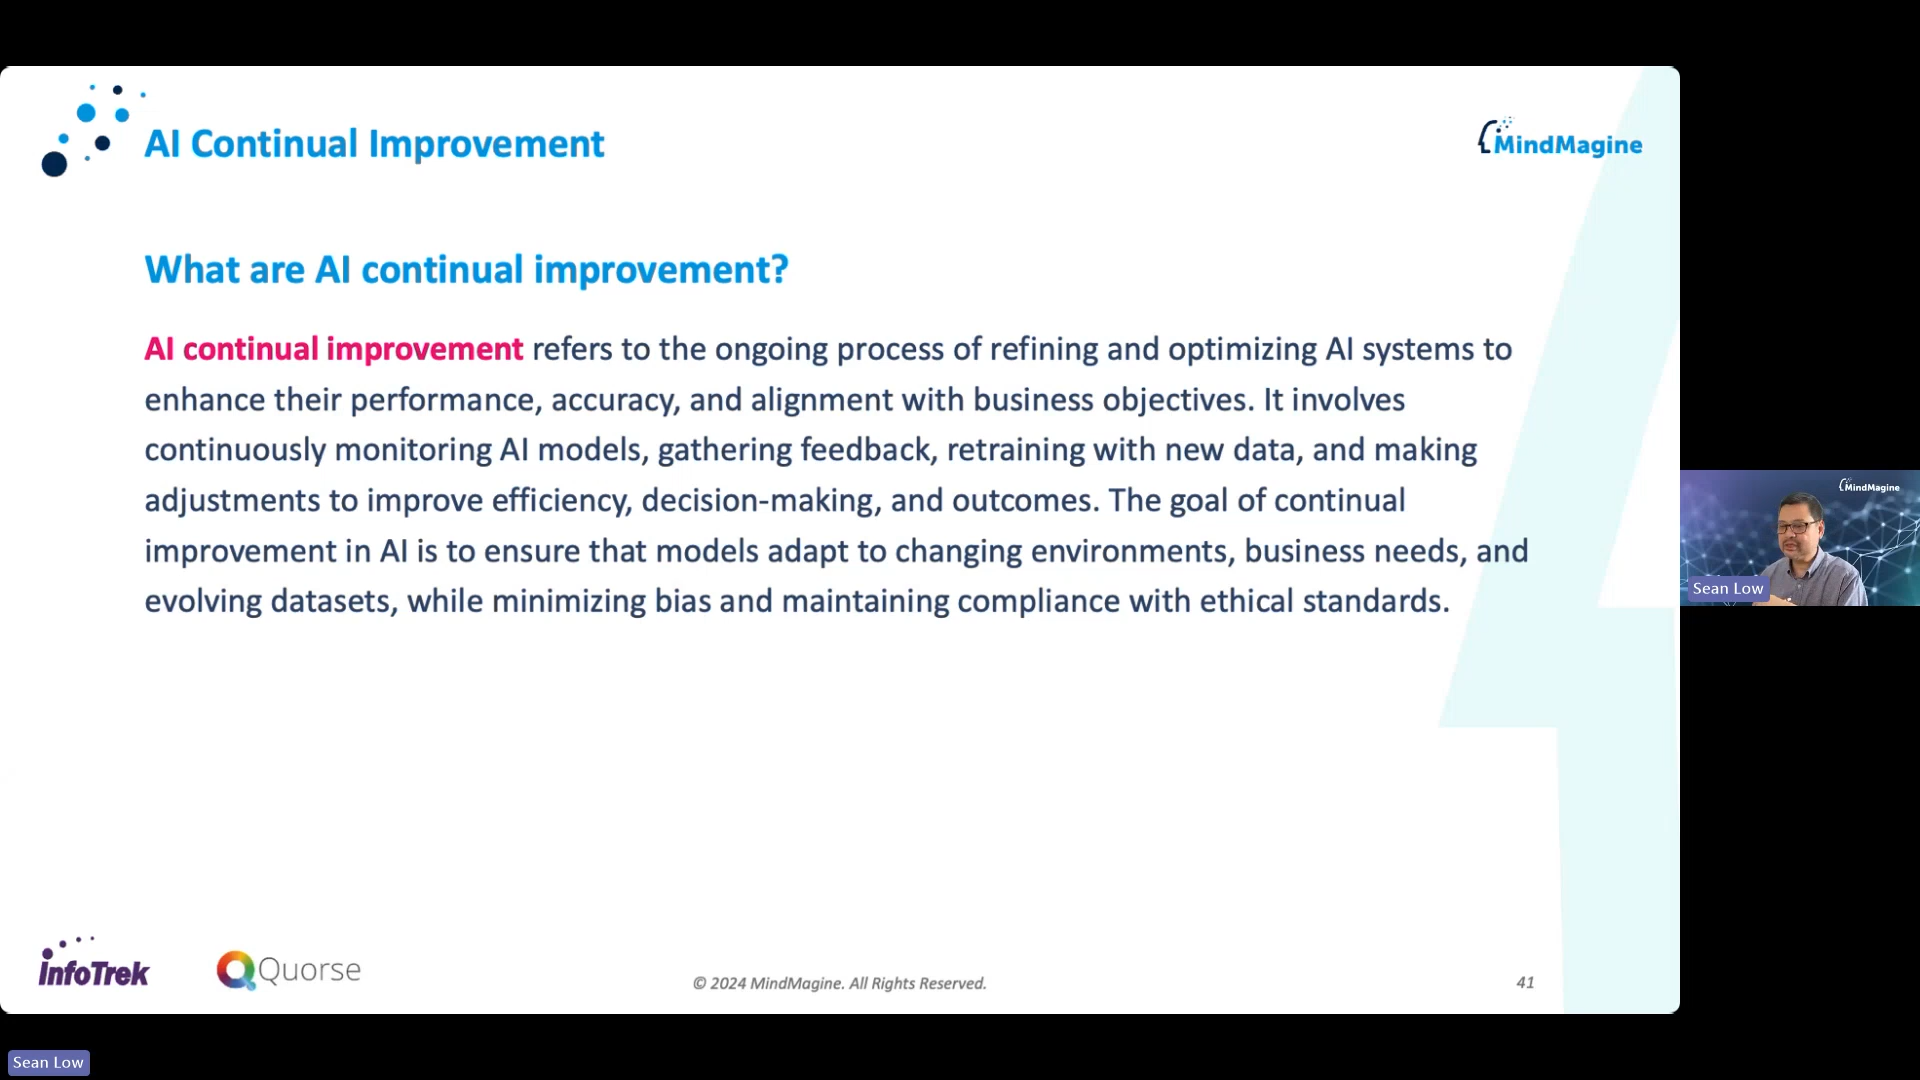 AI Continual Improvement
MindMagine
What are AI continual improvement?
AI continual improvement refers to the ongoing process of refining and optimizing AI systems to
enhance their performance, accuracy, and alignment with business objectives. It involves
continuously monitoring AI models, gathering feedback, retraining with new data, and making
adjustments to improve efficiency, decision-making, and outcomes. The goal of continual
improvement in AI is to ensure that models adapt to changing environments, business needs, and
evolving datasets, while minimizing bias and maintaining compliance with ethical standards.
MindMagine
Sean Low
infoTrek
Quorse
© 2024 MindMagine. All Rights Reserved.
41
Sean Low